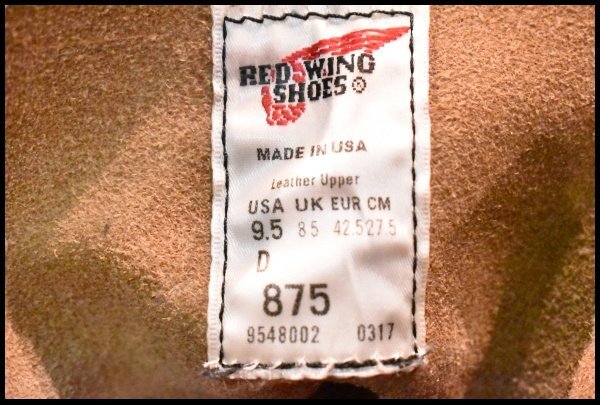 RED WING
SHOES®
MADE IN USA
Leather Upper
USA UK EUR CM
9.5 8.5 42.5 27.5
D
875
9548002 0317